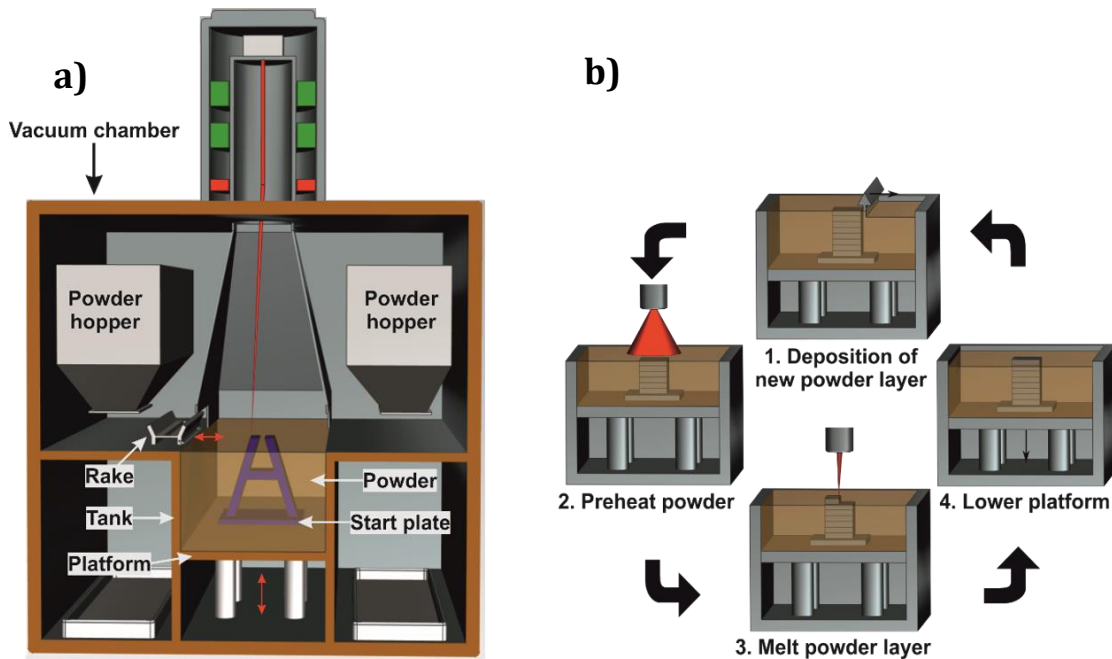 a)
Vacuum chamber
Powder
hopper
Powder
hopper
Rake
Powder
Tank
Start plate
Platform
b)
1. Deposition of
new powder layer
2. Preheat powder
4. Lower platform
3. Melt powder layer